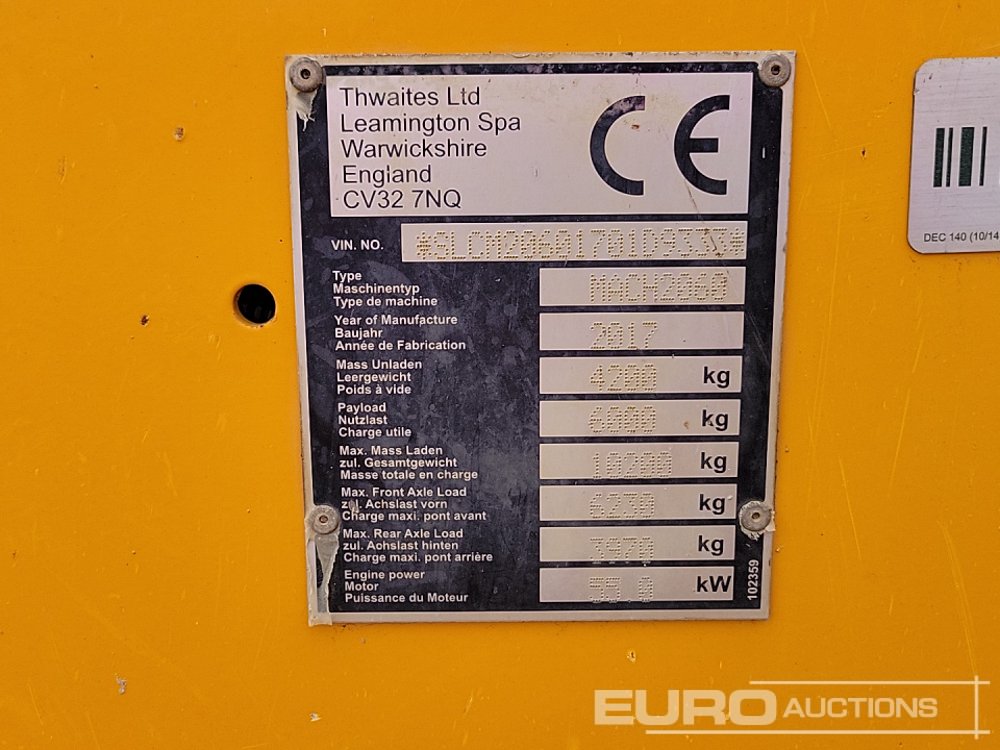 Thwaites Ltd
Leamington Spa
Warwickshire
England
CV32 7NQ
CE
VIN. NO. *SLCM20601701D9333*
Type
Maschinentyp
Type de machine
MACH2060
Year of Manufacture
Baujahr
Année de Fabrication
2017
Mass Unladen
Leergewicht
Poids à vide
4200 kg
Payload
Nutzlast
Charge utile
6000 kg
Max. Mass Laden
zul. Gesamtgewicht
Masse totale en charge
10200 kg
Max. Front Axle Load
zul. Achslast vorn
Charge maxi. pont avant
6230 kg
Max. Rear Axle Load
zul. Achslast hinten
Charge maxi. pont arrière
3970 kg
Engine power
Motor
Puissance du Moteur
55.0 kW
102359
DEC 140 (10/14
EURO AUCTIONS